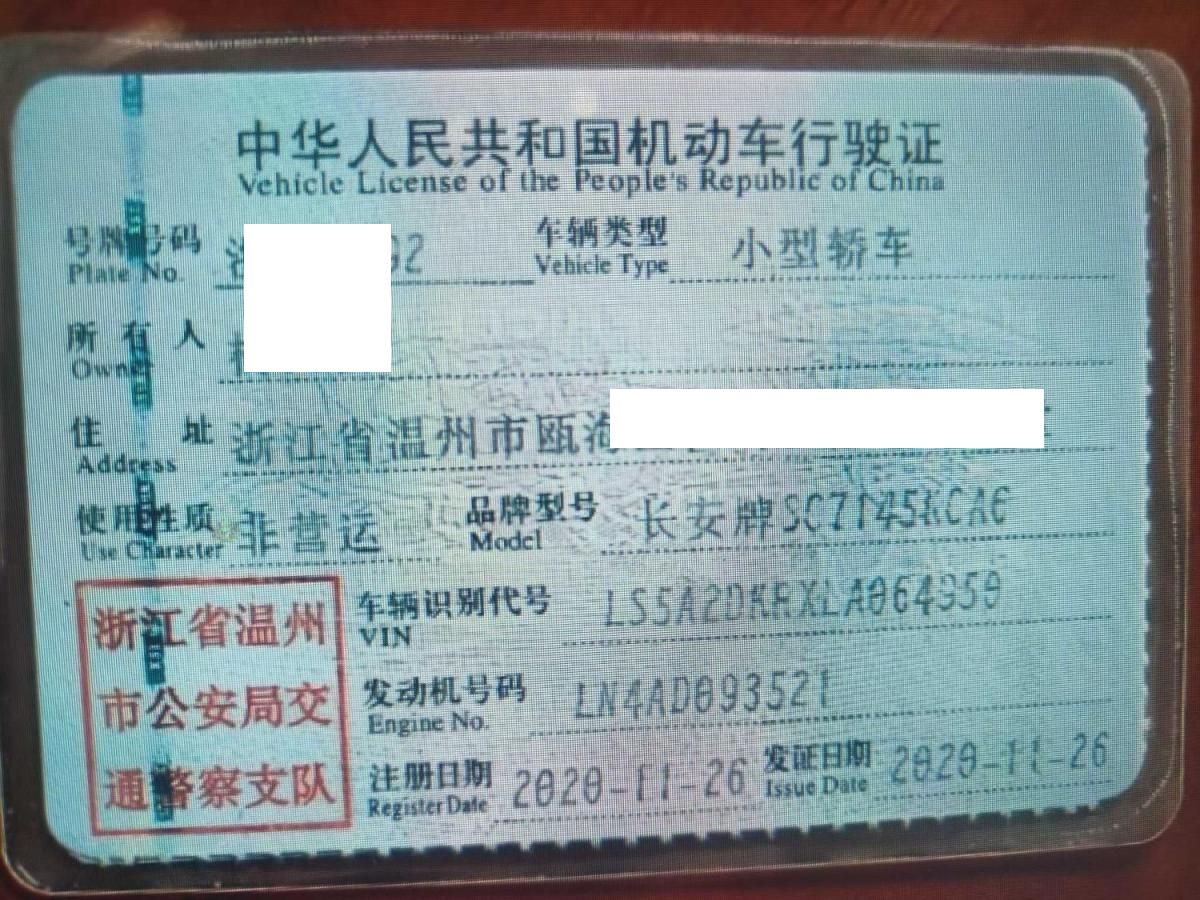 中华人民共和国机动车行驶证
Vehicle License of the People's Republic of China
号牌号码 92 车辆类型 小型轿车
Plate No. Vehicle Type
所有人
Owner
住址 浙江省温州市瓯海
Address
使用性质 非营运 品牌型号 长安牌SC7145KCA6
Use Character Model
浙江省温州 车辆识别代号 LS5A2DKRXLA064959
VIN
市公安局交 发动机号码 LN4AD093521
Engine No.
通警察支队 注册日期 2020-11-26 发证日期 2020-11-26
Register Date Issue Date